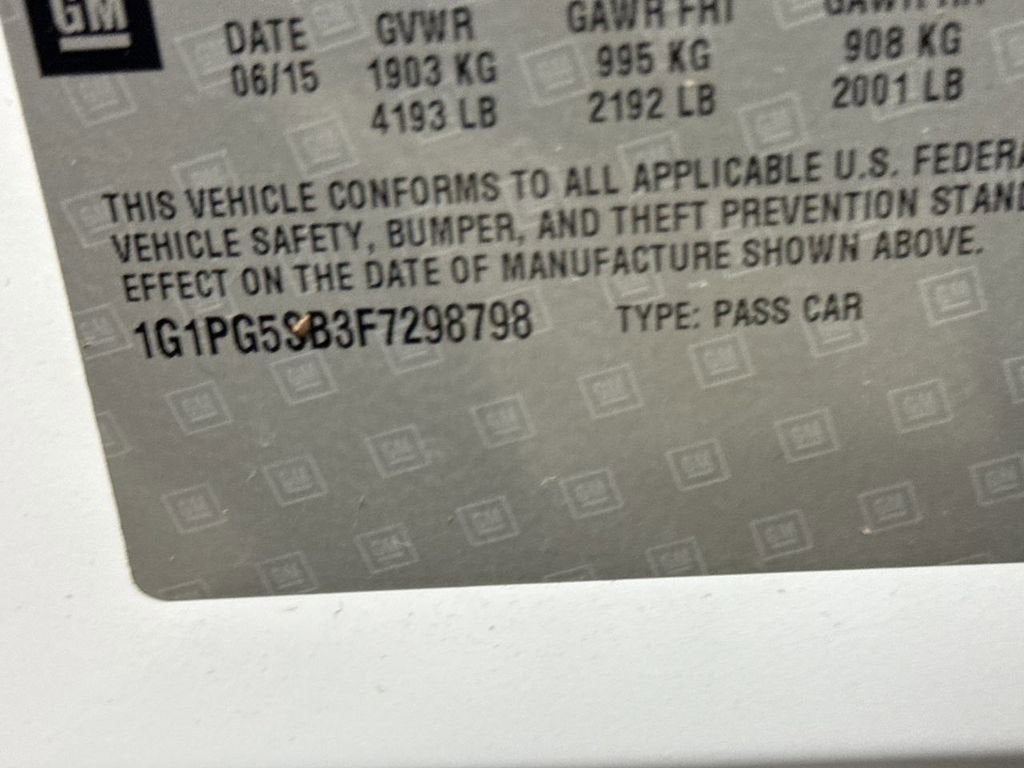 GM
DATE GVWR GAWR FRT
06/15 1903 KG 995 KG 908 KG
4193 LB 2192 LB 2001 LB
THIS VEHICLE CONFORMS TO ALL APPLICABLE U.S. FEDERA
VEHICLE SAFETY, BUMPER, AND THEFT PREVENTION STAND
EFFECT ON THE DATE OF MANUFACTURE SHOWN ABOVE.
1G1PG5SB3F7298798 TYPE: PASS CAR